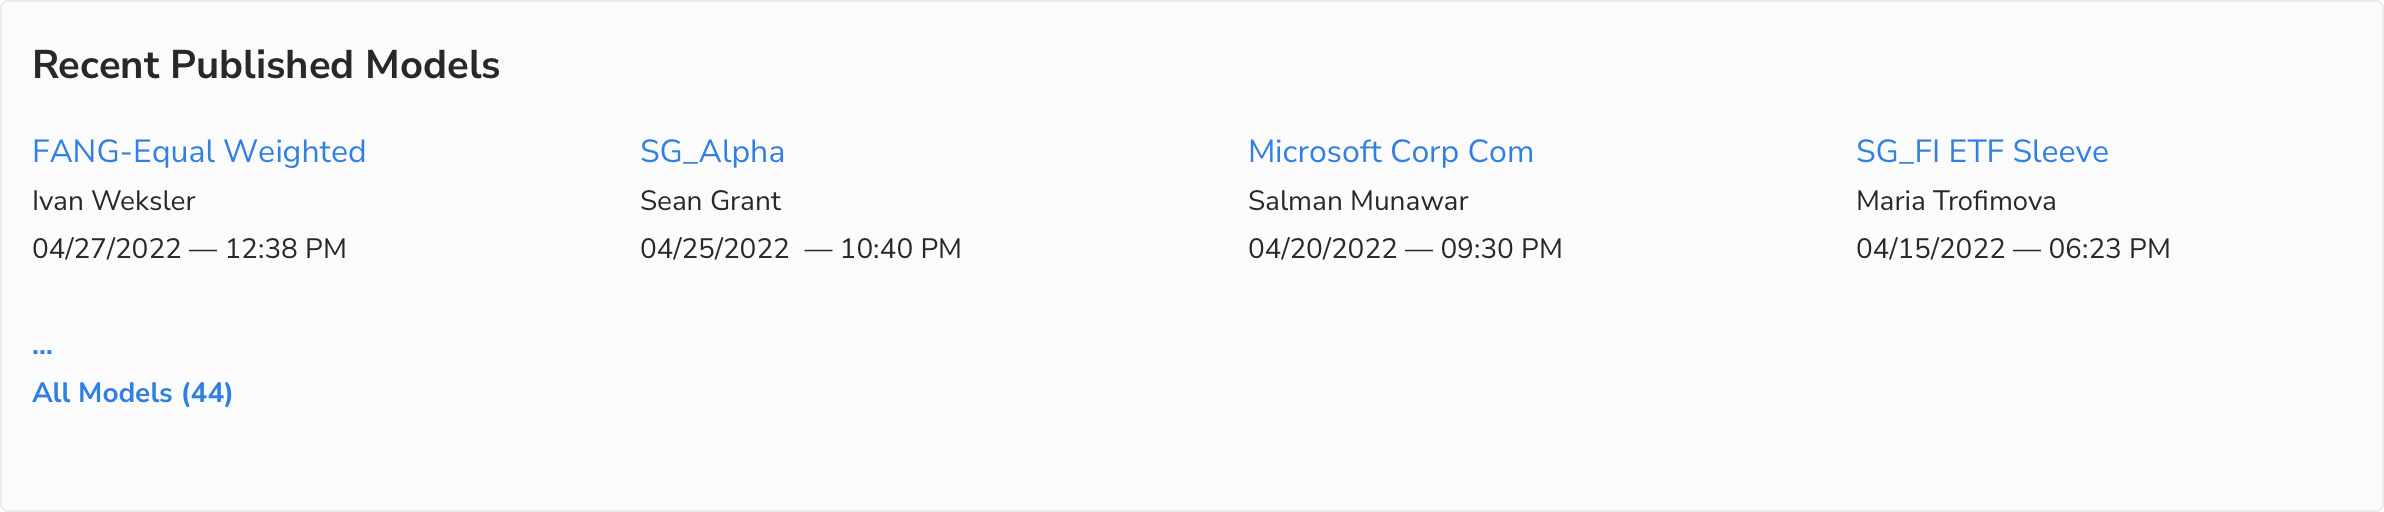 Recent Published Models
FANG-Equal Weighted
Ivan Weksler
04/27/2022 — 12:38 PM
SG_Alpha
Sean Grant
04/25/2022 — 10:40 PM
Microsoft Corp Com
Salman Munawar
04/20/2022 — 09:30 PM
SG_FI ETF Sleeve
Maria Trofimova
04/15/2022 — 06:23 PM
...
All Models (44)